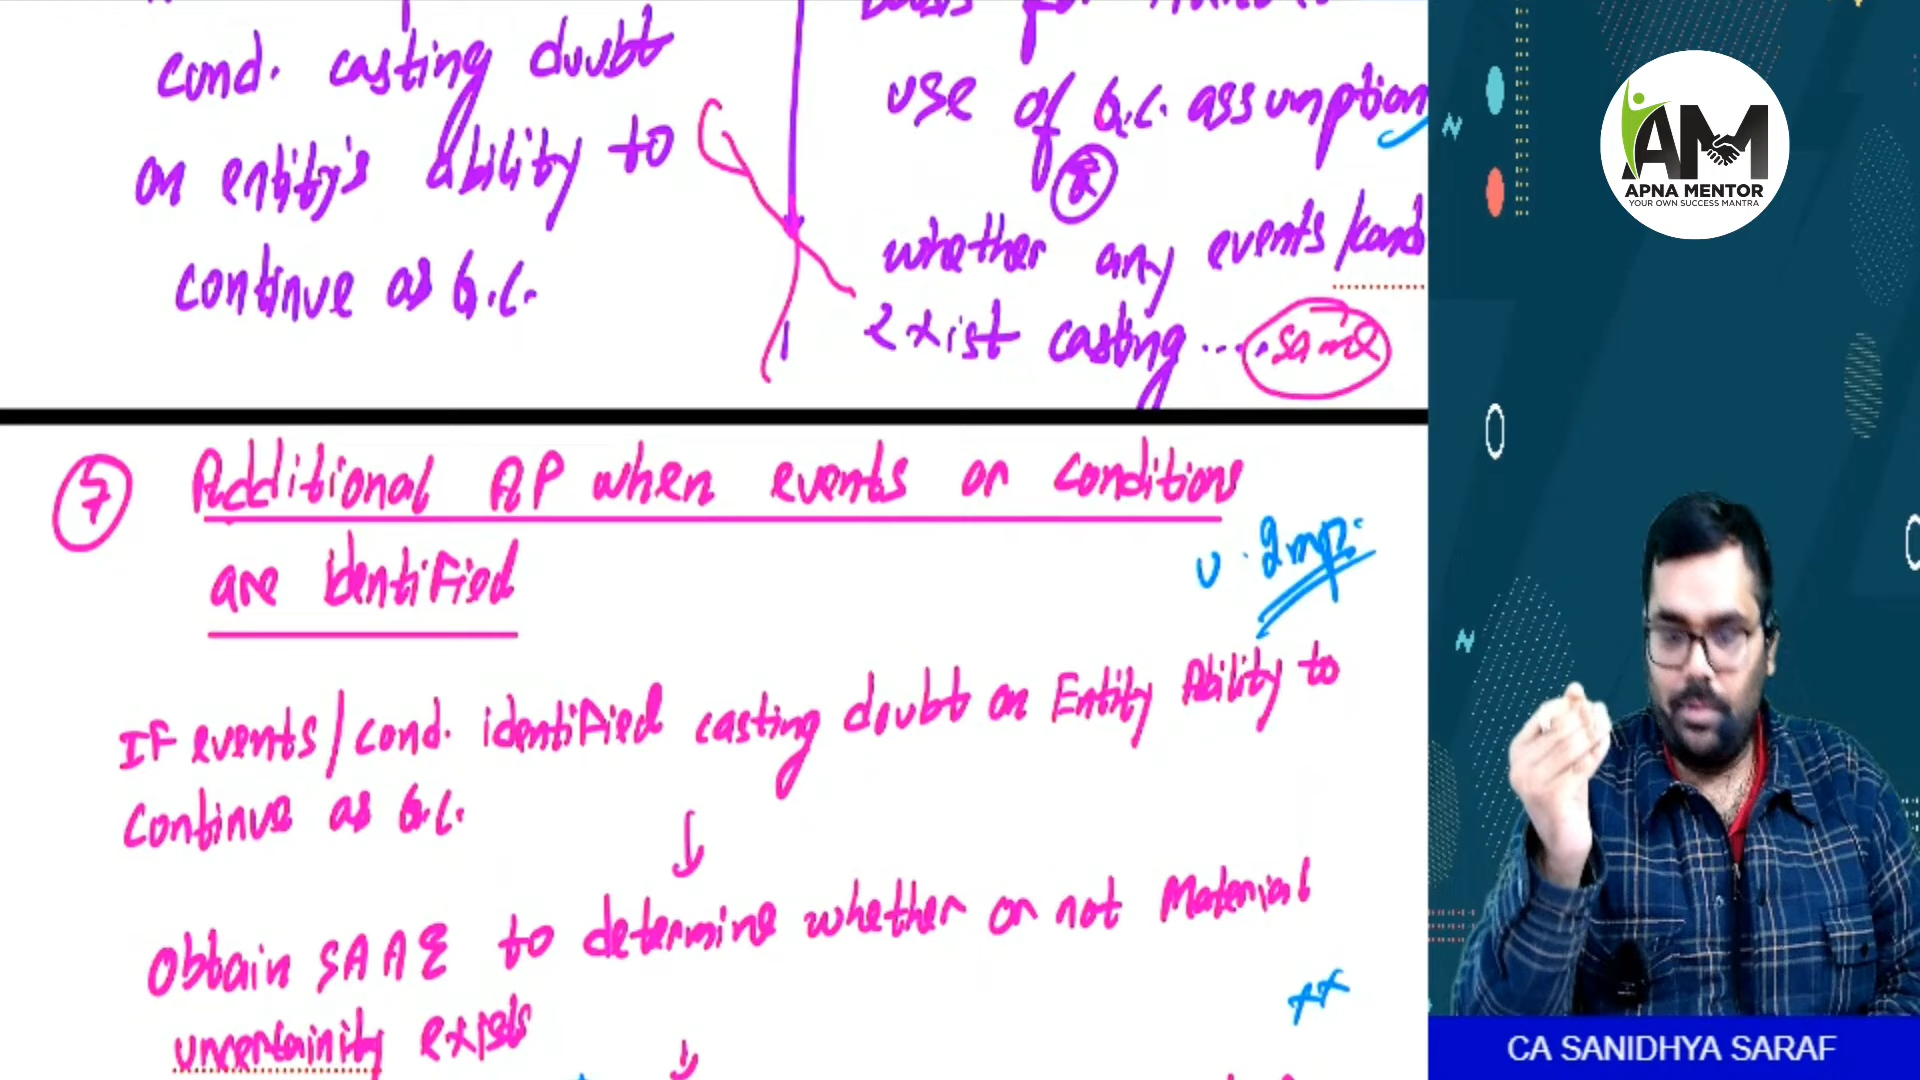 cond. casting doubt
on entity's ability to
continue as G.C.
use of G.C. assumption
whether any events/cond
exist casting .... same
7 Additional AP when events or conditions
are identified
v. Imp.
If events/cond. identified casting doubt on Entity Ability to
continue as G.C.
Obtain SAAE to determine whether or not Material
uncertainity exists
AM
APNA MENTOR
YOUR OWN SUCCESS MANTRA
CA SANIDHYA SARAF